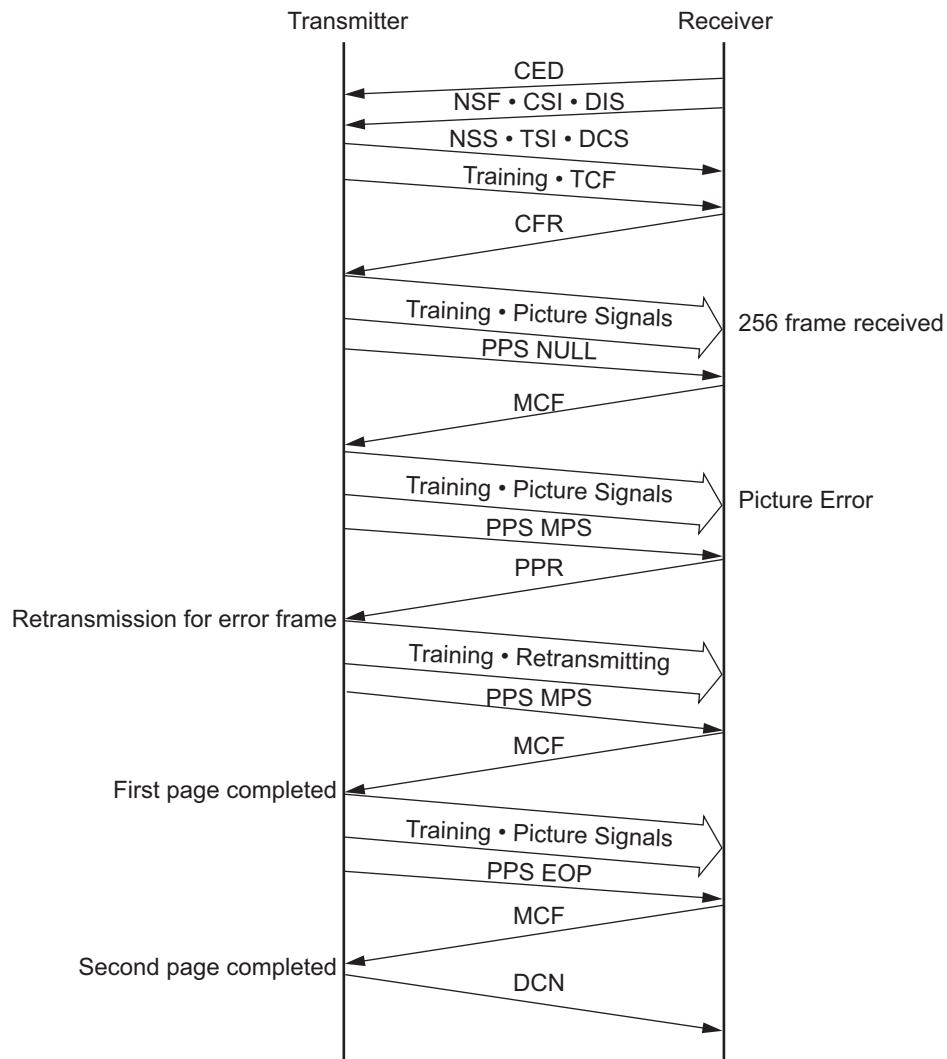 Transmitter
Receiver
CED
NSF • CSI • DIS
NSS • TSI • DCS
Training • TCF
CFR
Training • Picture Signals
256 frame received
PPS NULL
MCF
Training • Picture Signals
Picture Error
PPS MPS
PPR
Retransmission for error frame
Training • Retransmitting
PPS MPS
MCF
First page completed
Training • Picture Signals
PPS EOP
MCF
Second page completed
DCN